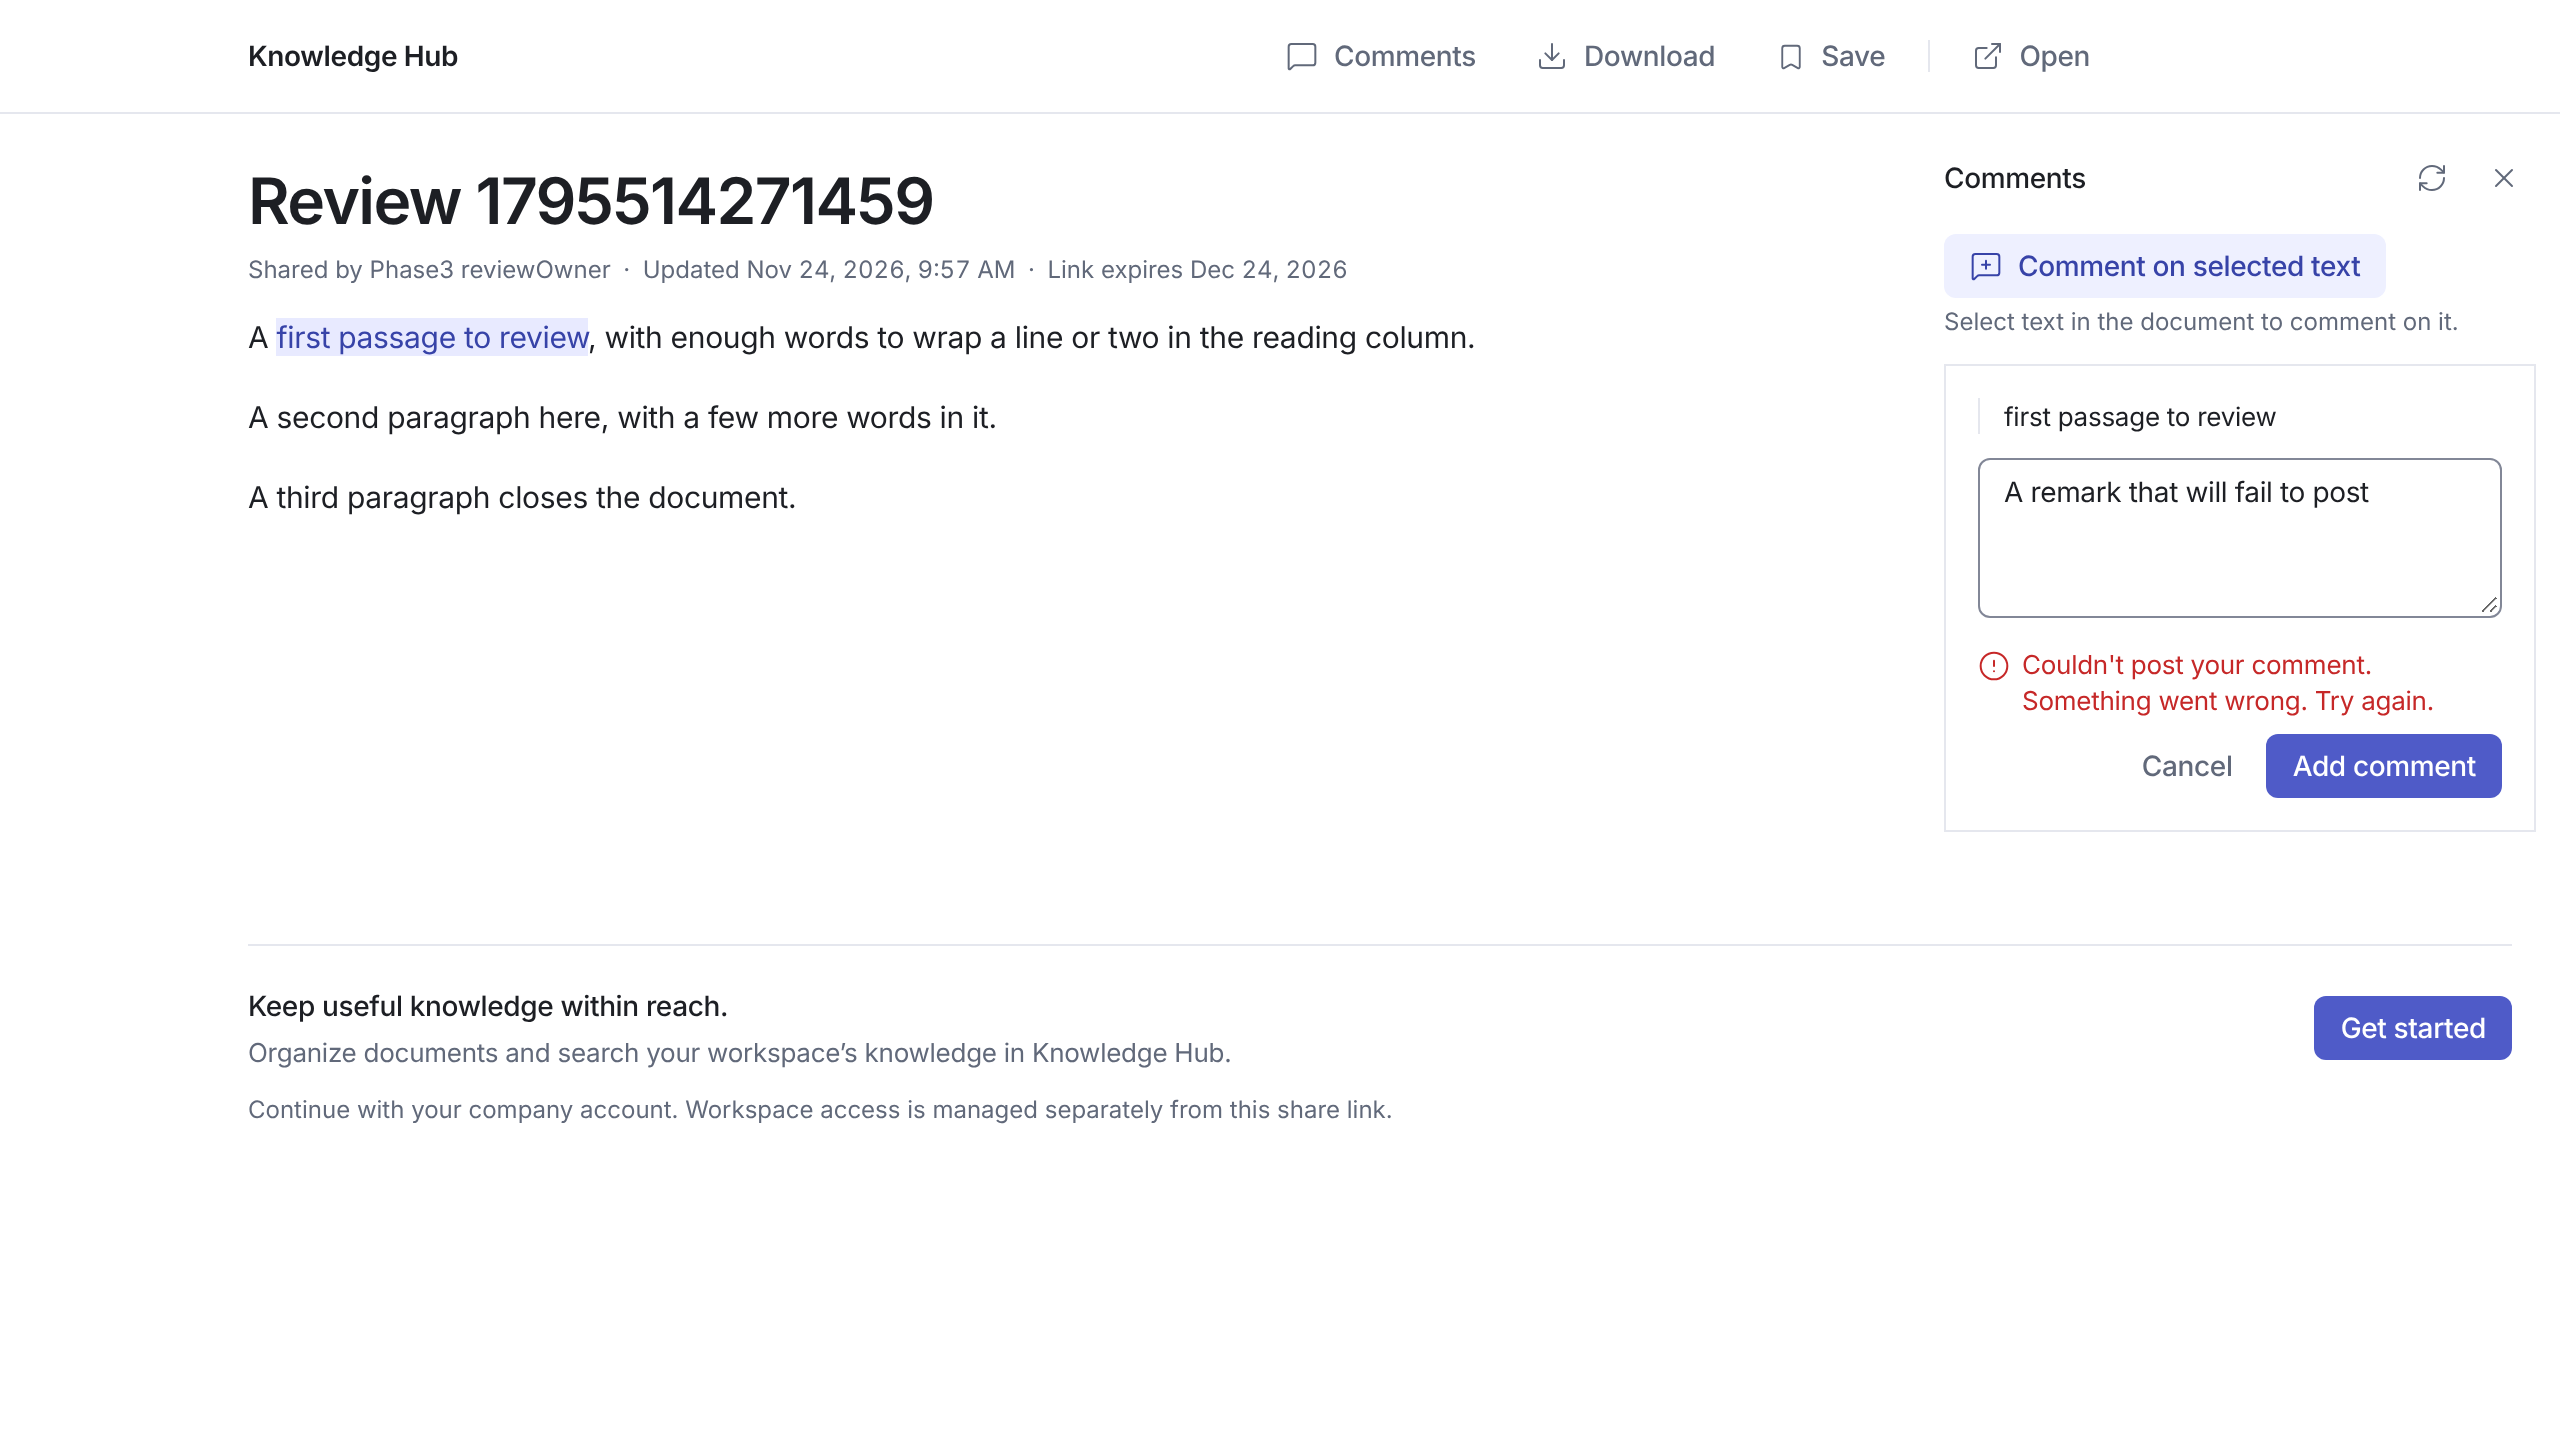 Knowledge Hub
Comments
Download
Save
Open
Review 1795514271459
Shared by Phase3 reviewOwner · Updated Nov 24, 2026, 9:57 AM · Link expires Dec 24, 2026
A first passage to review, with enough words to wrap a line or two in the reading column.
A second paragraph here, with a few more words in it.
A third paragraph closes the document.
Comments
Comment on selected text
Select text in the document to comment on it.
first passage to review
A remark that will fail to post
Couldn't post your comment.
Something went wrong. Try again.
Cancel
Add comment
Keep useful knowledge within reach.
Organize documents and search your workspace’s knowledge in Knowledge Hub.
Continue with your company account. Workspace access is managed separately from this share link.
Get started